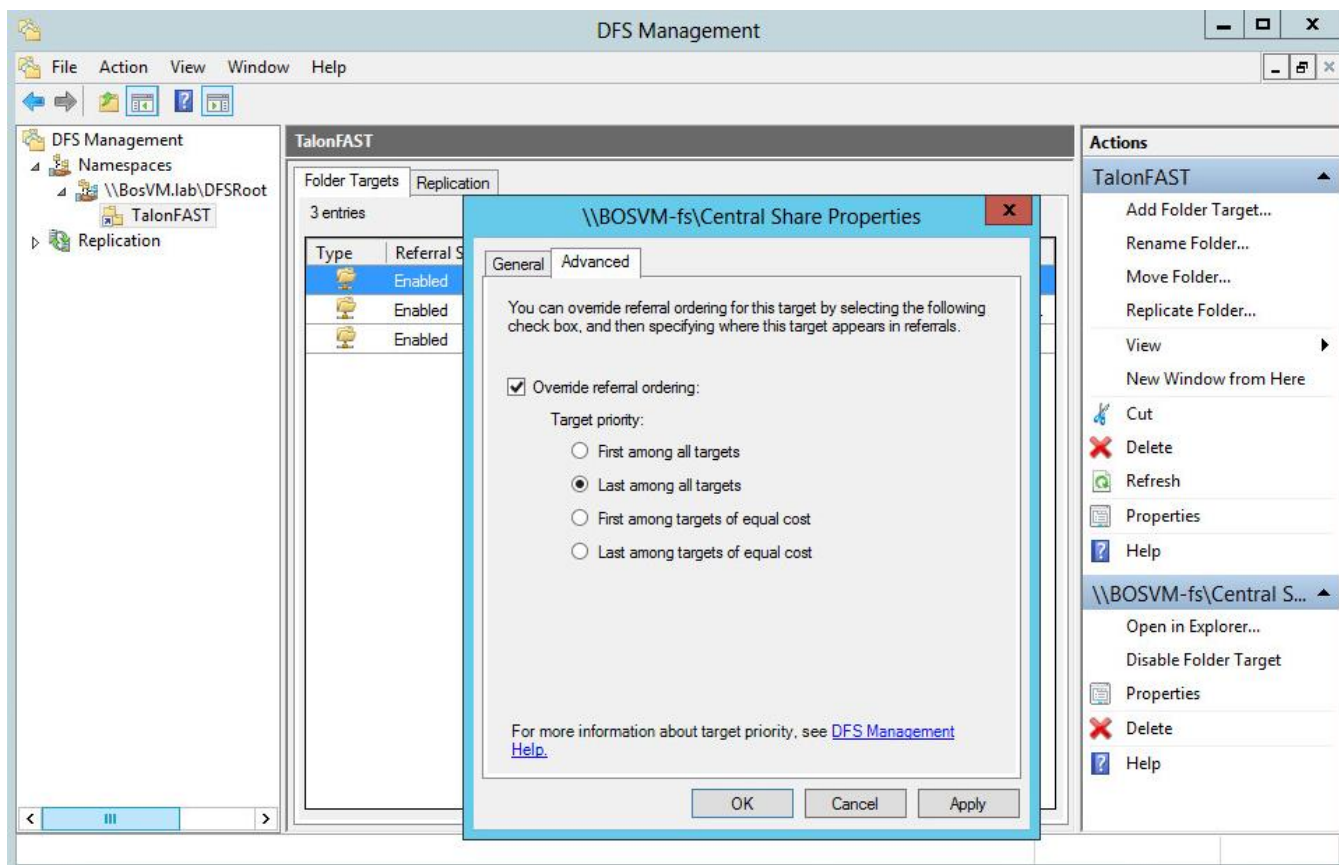 DFS Management
File Action View Window Help
DFS Management
Namespaces
\\BosVM.lab\DFSRoot
TalonFAST
Replication
TalonFAST
Folder Targets Replication
3 entries
Type Referral S
Enabled
Enabled
Enabled
\\BOSVM-fs\Central Share Properties
General Advanced
You can override referral ordering for this target by selecting the following
check box, and then specifying where this target appears in referrals.
Override referral ordering:
Target priority:
First among all targets
Last among all targets
First among targets of equal cost
Last among targets of equal cost
For more information about target priority, see DFS Management
Help.
OK Cancel Apply
Actions
TalonFAST
Add Folder Target...
Rename Folder...
Move Folder...
Replicate Folder...
View
New Window from Here
Cut
Delete
Refresh
Properties
Help
\\BOSVM-fs\Central S...
Open in Explorer...
Disable Folder Target
Properties
Delete
Help